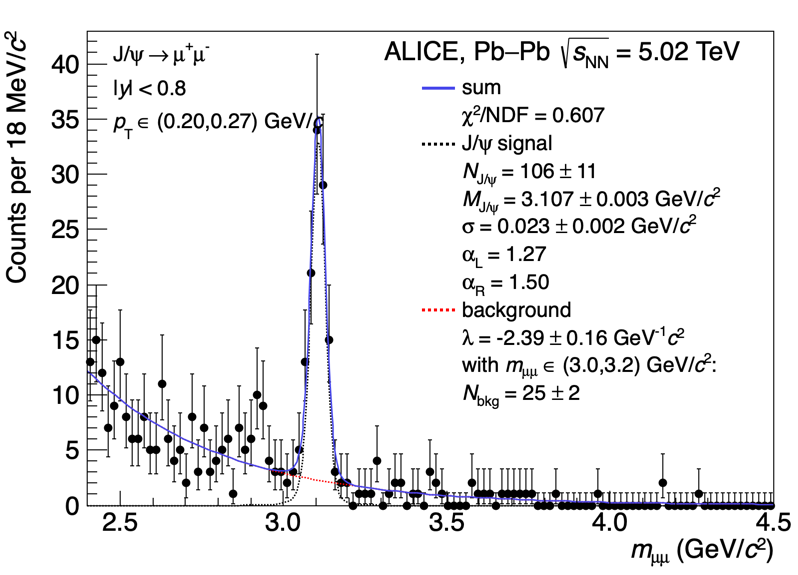 J/ψ → μ⁺μ⁻
|y| < 0.8
p_T ∈ (0.20,0.27) GeV/c
ALICE, Pb−Pb √s_NN = 5.02 TeV
sum
χ²/NDF = 0.607
J/ψ signal
N_J/ψ = 106 ± 11
M_J/ψ = 3.107 ± 0.003 GeV/c²
σ = 0.023 ± 0.002 GeV/c²
α_L = 1.27
α_R = 1.50
background
λ = -2.39 ± 0.16 GeV⁻¹c²
with m_μμ ∈ (3.0,3.2) GeV/c²:
N_bkg = 25 ± 2
Counts per 18 MeV/c²
40
35
30
25
20
15
10
5
0
2.5 3.0 3.5 4.0 4.5
m_μμ (GeV/c²)